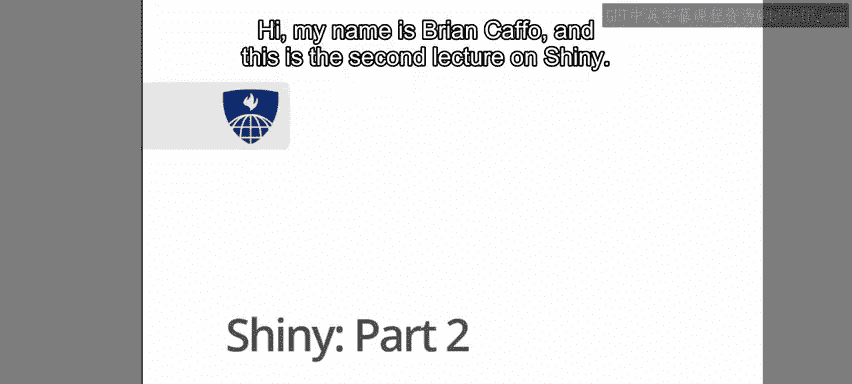 Hi, my name is Brian Caffo, and
this is the second lecture on Shiny.
Shiny: Part 2